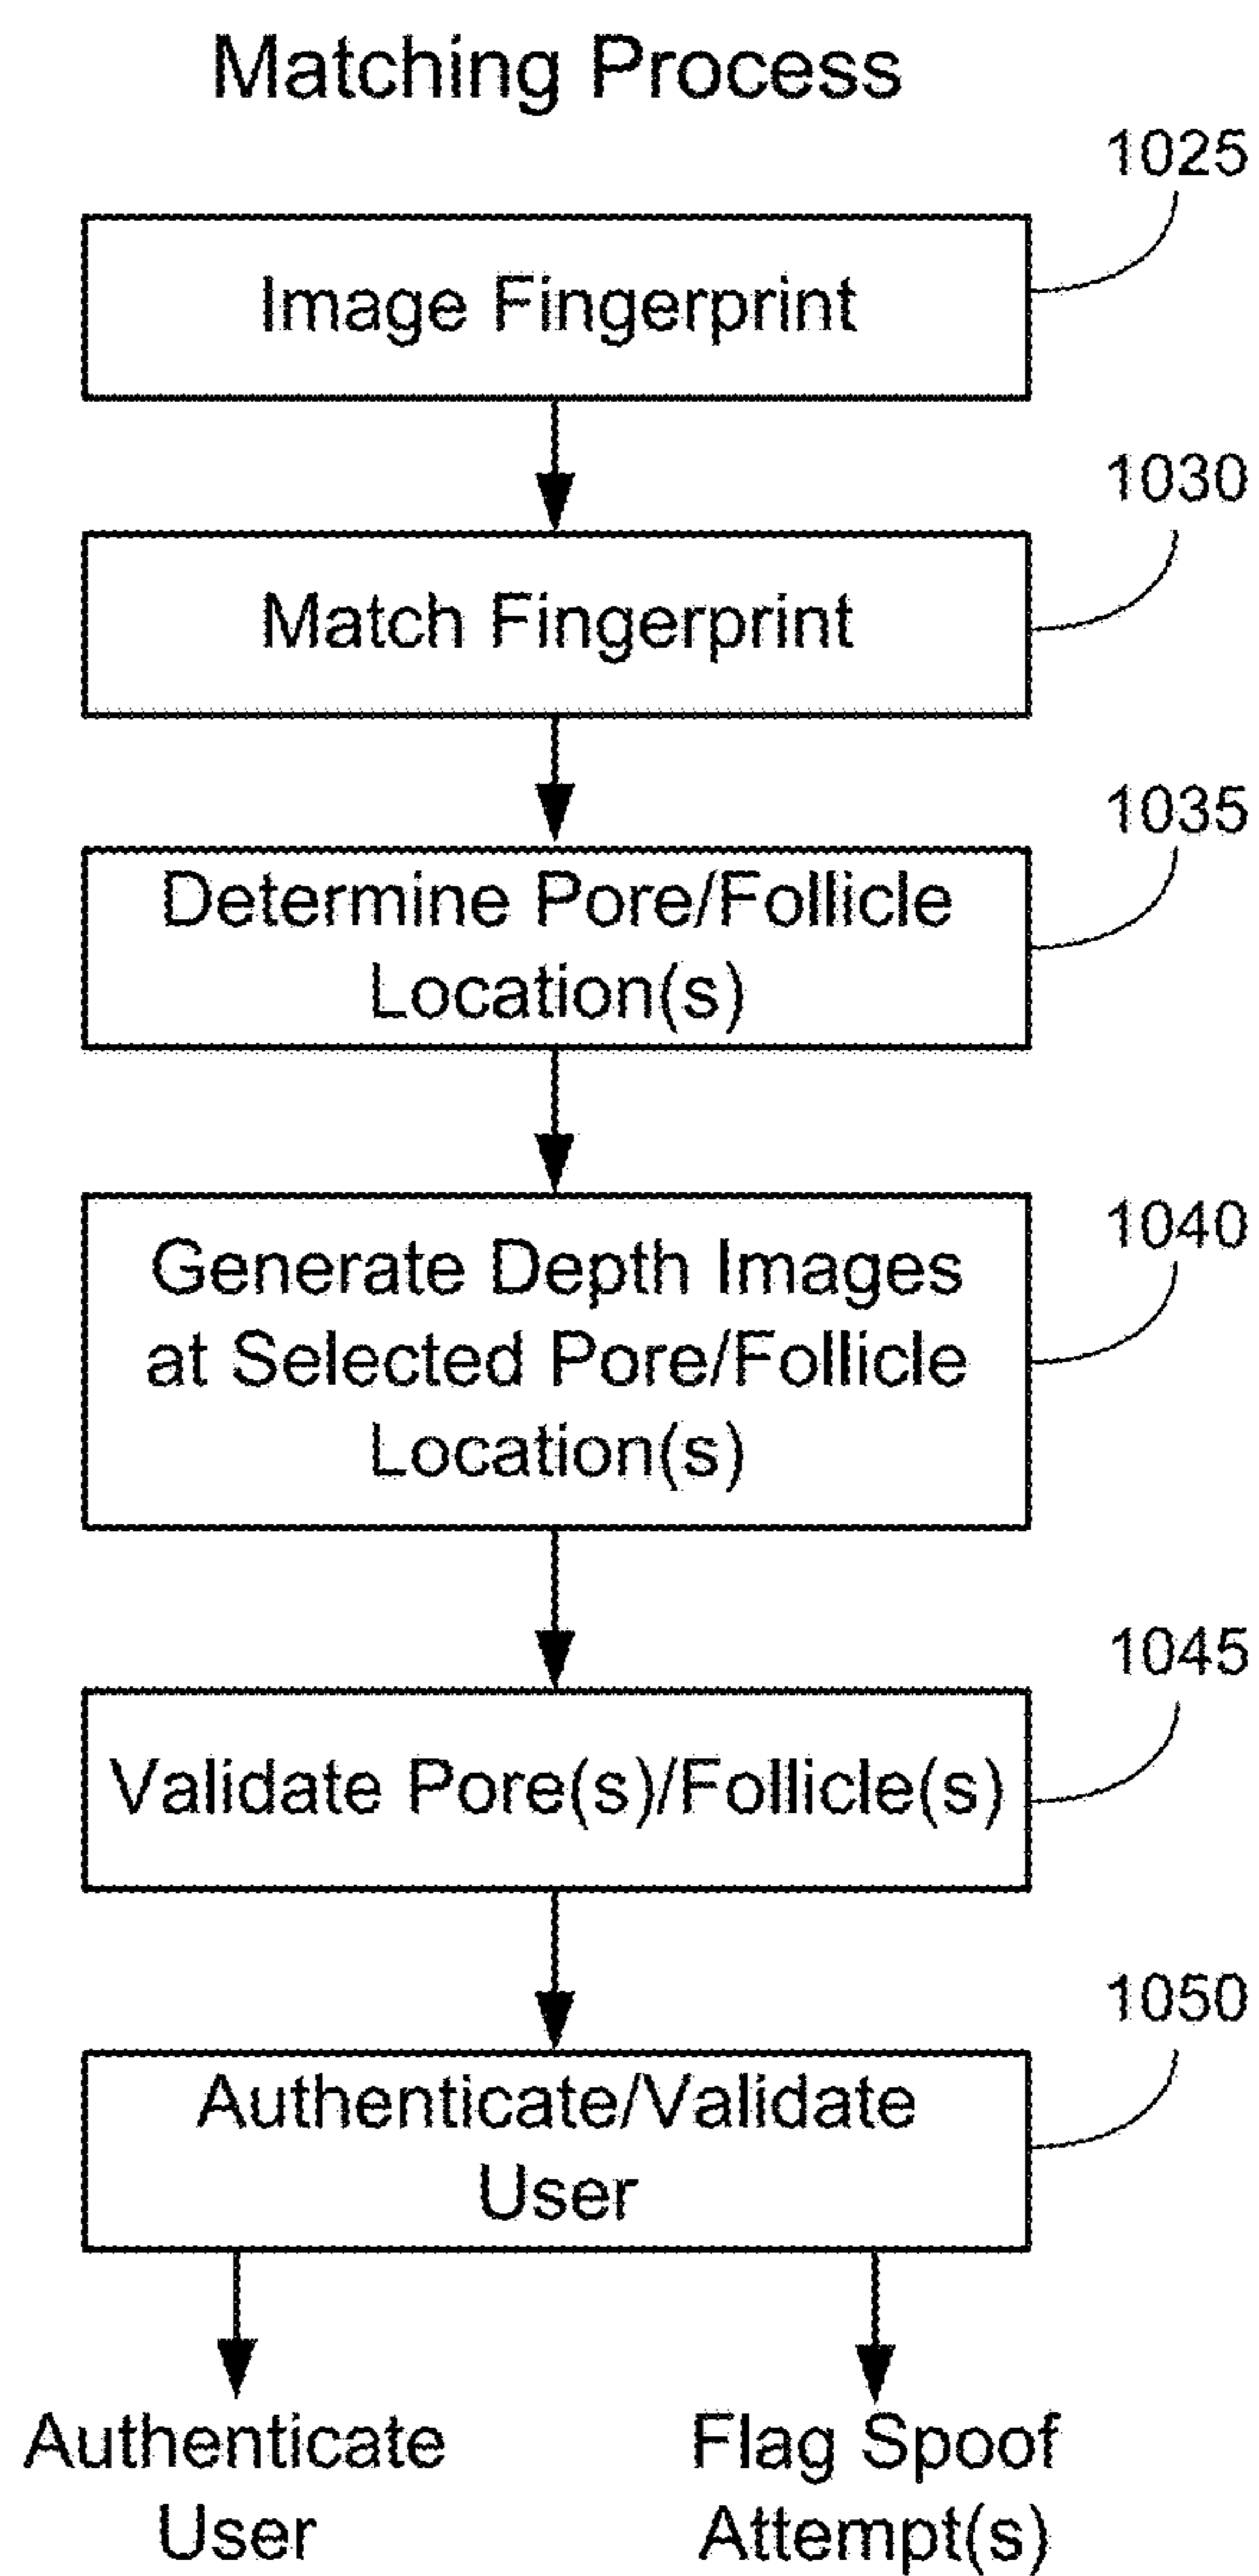 Matching Process
1025
Image Fingerprint
1030
Match Fingerprint
1035
Determine Pore/Follicle
Location(s)
1040
Generate Depth Images
at Selected Pore/Follicle
Location(s)
1045
Validate Pore(s)/Follicle(s)
1050
Authenticate/Validate
User
Authenticate
User
Flag Spoof
Attempt(s)